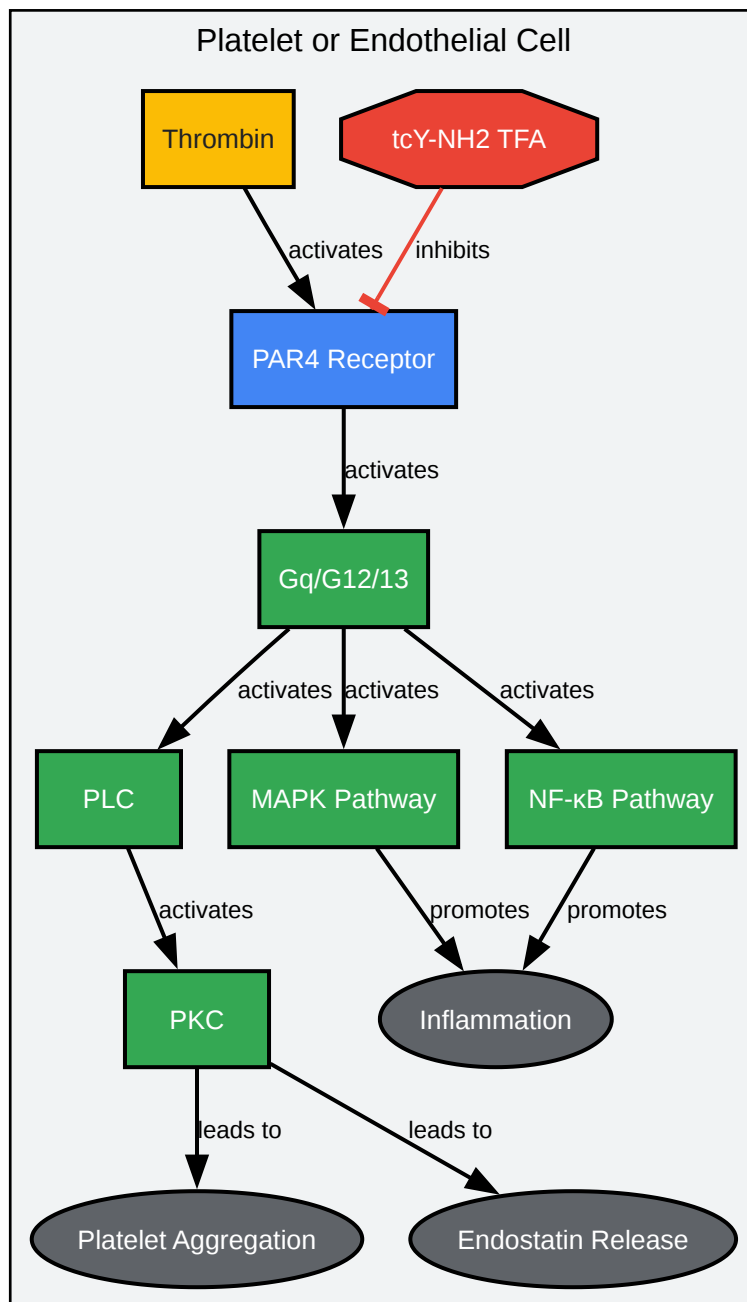 Platelet or Endothelial Cell
Thrombin
tcY-NH2 TFA
activates
inhibits
PAR4 Receptor
activates
Gq/G12/13
activates
activates
activates
PLC
MAPK Pathway
NF-κB Pathway
activates
promotes
promotes
PKC
Inflammation
leads to
leads to
Platelet Aggregation
Endostatin Release